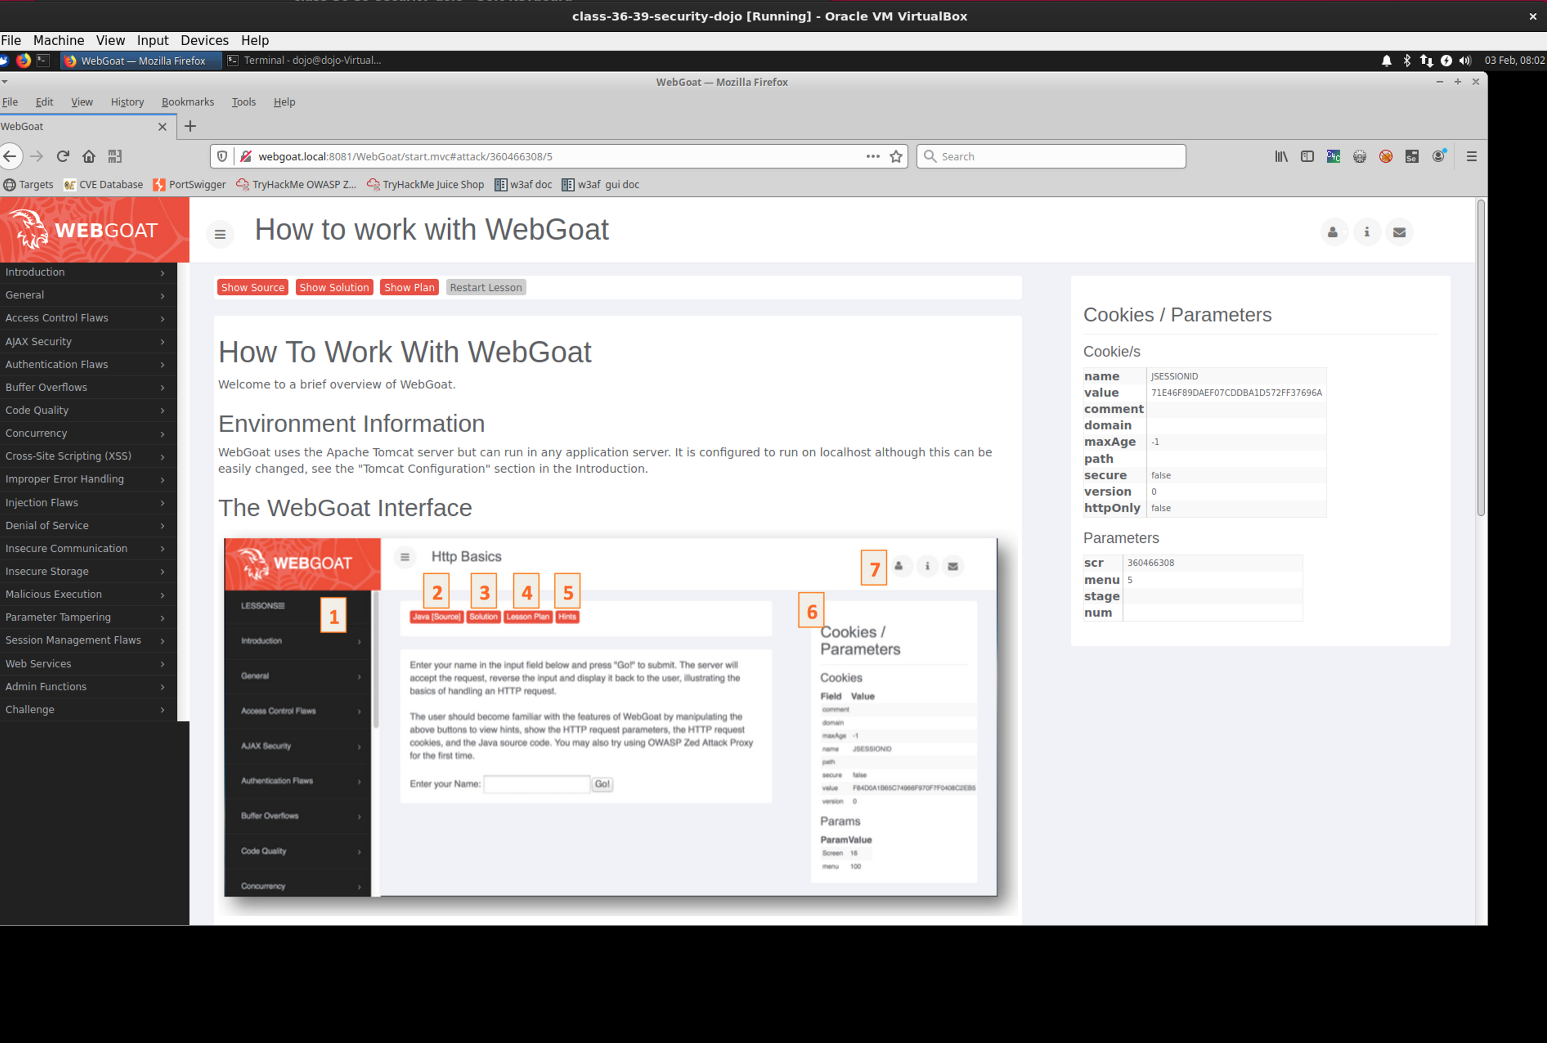 class-36-39-security-dojo [Running] - Oracle VM VirtualBox
File Machine View Input Devices Help
WebGoat — Mozilla Firefox Terminal - dojo@dojo-Virtual... 03 Feb, 08:02
WebGoat — Mozilla Firefox
File Edit View History Bookmarks Tools Help
WebGoat
webgoat.local:8081/WebGoat/start.mvc#attack/360466308/5 Search
Targets CVE Database PortSwigger TryHackMe OWASP Z... TryHackMe Juice Shop w3af doc w3af gui doc
WEBGOAT
How to work with WebGoat
Introduction
General
Access Control Flaws
AJAX Security
Authentication Flaws
Buffer Overflows
Code Quality
Concurrency
Cross-Site Scripting (XSS)
Improper Error Handling
Injection Flaws
Denial of Service
Insecure Communication
Insecure Storage
Malicious Execution
Parameter Tampering
Session Management Flaws
Web Services
Admin Functions
Challenge
Show Source Show Solution Show Plan Restart Lesson
How To Work With WebGoat
Welcome to a brief overview of WebGoat.
Environment Information
WebGoat uses the Apache Tomcat server but can run in any application server. It is configured to run on localhost although this can be
easily changed, see the "Tomcat Configuration" section in the Introduction.
The WebGoat Interface
WEBGOAT
Http Basics
7
2 3 4 5
1
6
LESSONS
Java [Source] Solution Lesson Plan Hints
Introduction
General
Access Control Flaws
AJAX Security
Authentication Flaws
Buffer Overflows
Code Quality
Concurrency
Enter your name in the input field below and press "Go!" to submit. The server will
accept the request, reverse the input and display it back to the user, illustrating the
basics of handling an HTTP request.
The user should become familiar with the features of WebGoat by manipulating the
above buttons to view hints, show the HTTP request parameters, the HTTP request
cookies, and the Java source code. You may also try using OWASP Zed Attack Proxy
for the first time.
Enter your Name: Go!
Cookies /
Parameters
Cookies
Field Value
comment
domain
maxAge -1
name JSESSIONID
path
secure false
value
version 0
Params
ParamValue
Screen 16
menu 100
Cookies / Parameters
Cookie/s
name JSESSIONID
value 71E46F89DAEF07CDDBA1D572FF37696A
comment
domain
maxAge -1
path
secure false
version 0
httpOnly false
Parameters
scr 360466308
menu 5
stage
num